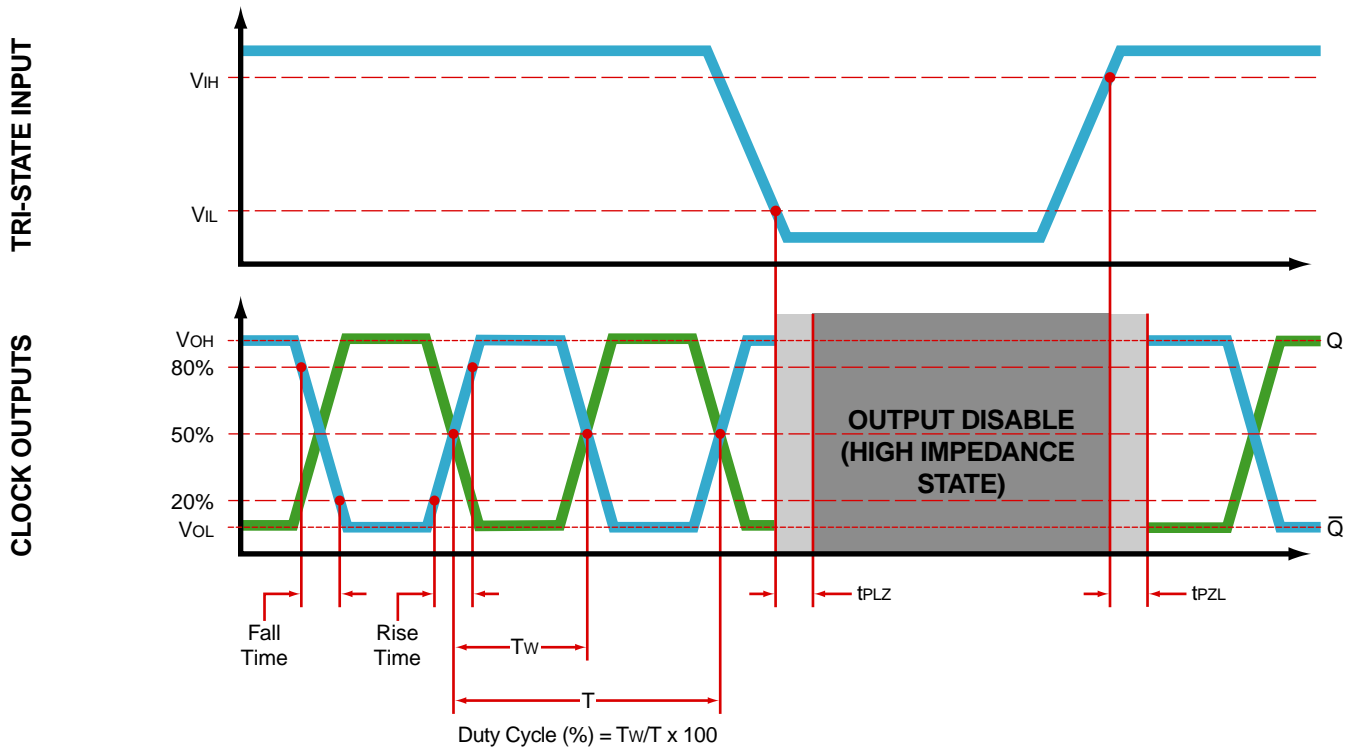 TRI-STATE INPUT
VIH
VIL
CLOCK OUTPUTS
VOH
80%
50%
20%
VOL
Q
Q̅
OUTPUT DISABLE
(HIGH IMPEDANCE
STATE)
tPLZ
tPZL
Fall
Time
Rise
Time
TW
T
Duty Cycle (%) = TW/T x 100